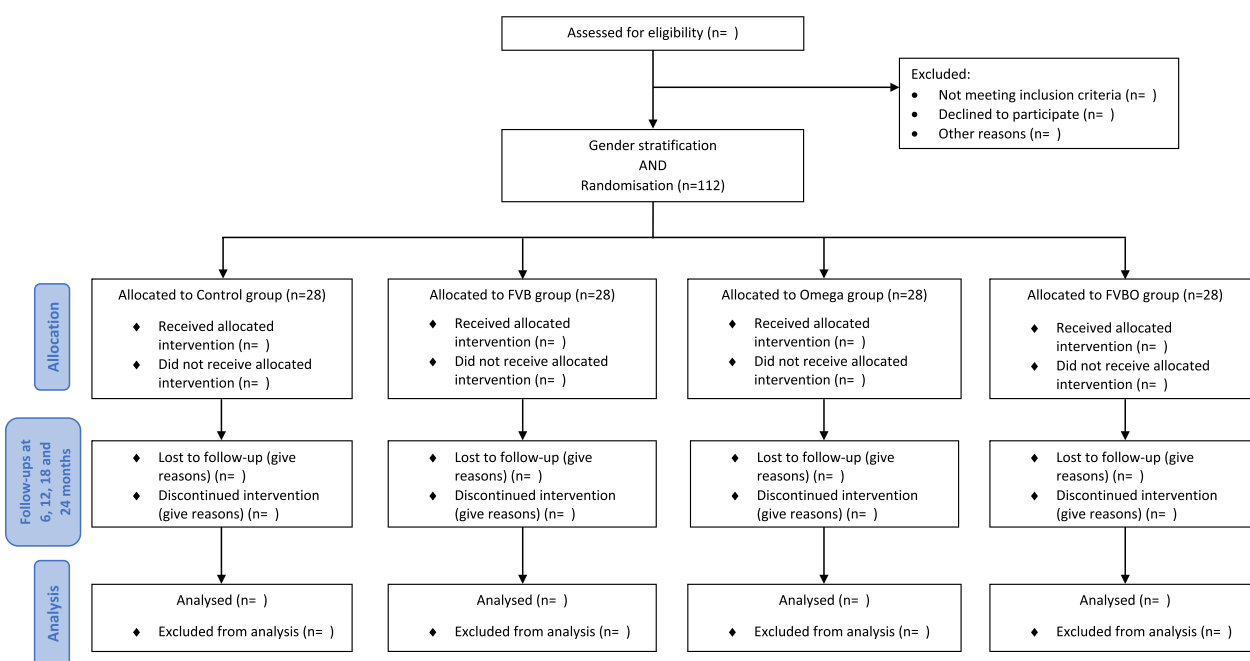 Assessed for eligibility (n=  )
Excluded:
• Not meeting inclusion criteria (n=  )
• Declined to participate (n=  )
• Other reasons (n=  )
Gender stratification
AND
Randomisation (n=112)
Allocation
Allocated to Control group (n=28)
♦ Received allocated
intervention (n=  )
♦ Did not receive allocated
intervention (n=  )
Allocated to FVB group (n=28)
♦ Received allocated
intervention (n=  )
♦ Did not receive allocated
intervention (n=  )
Allocated to Omega group (n=28)
♦ Received allocated
intervention (n=  )
♦ Did not receive allocated
intervention (n=  )
Allocated to FVBO group (n=28)
♦ Received allocated
intervention (n=  )
♦ Did not receive allocated
intervention (n=  )
Follow-ups at
6, 12, 18 and
24 months
♦ Lost to follow-up (give
reasons) (n=  )
♦ Discontinued intervention
(give reasons) (n=  )
♦ Lost to follow-up (give
reasons) (n=  )
♦ Discontinued intervention
(give reasons) (n=  )
♦ Lost to follow-up (give
reasons) (n=  )
♦ Discontinued intervention
(give reasons) (n=  )
♦ Lost to follow-up (give
reasons) (n=  )
♦ Discontinued intervention
(give reasons) (n=  )
Analysis
Analysed (n=  )
♦ Excluded from analysis (n=  )
Analysed (n=  )
♦ Excluded from analysis (n=  )
Analysed (n=  )
♦ Excluded from analysis (n=  )
Analysed (n=  )
♦ Excluded from analysis (n=  )